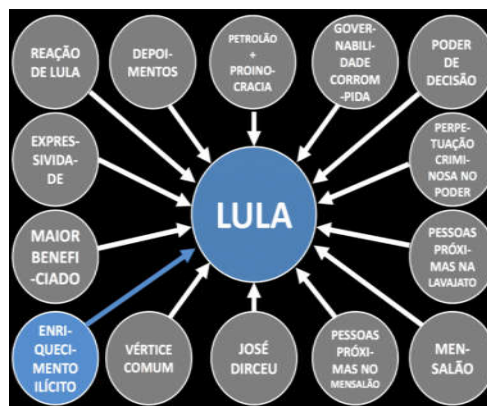 REAÇÃO
DE LULA
DEPOI-
MENTOS
PETROLÃO
+
PROPINO-
CRACIA
GOVER-
NABILI-
DADE
CORROM-
-PIDA
PODER
DE
DECISÃO
EXPRES-
SIVIDA-
DE
LULA
PERPE-
TUAÇÃO
CRIMI-
NOSA NO
PODER
MAIOR
BENEFI
-CIADO
PESSOAS
PRÓXI-
MAS NA
LAVAJATO
ENRI-
QUECI-
MENTO
ILÍCITO
VÉRTICE
COMUM
JOSÉ
DIRCEU
PESSOAS
PRÓXI-
MAS NO
MENSALÃO
MEN-
SALÃO